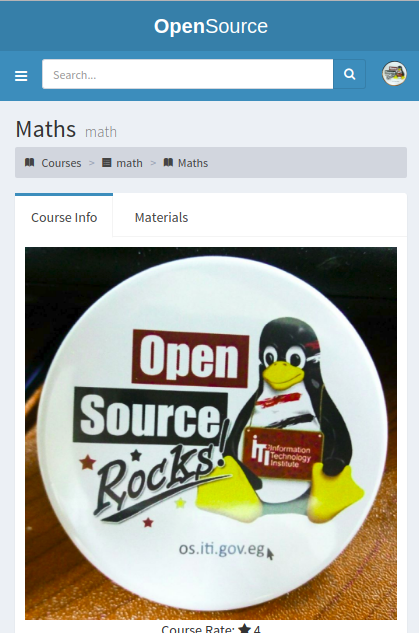 OpenSource
Search...
Maths math
Courses > math > Maths
Course Info Materials
Open
Source
Rocks!
iTi Information
Technology
Institute
os.iti.gov.eg
Course Rate: ★ 4